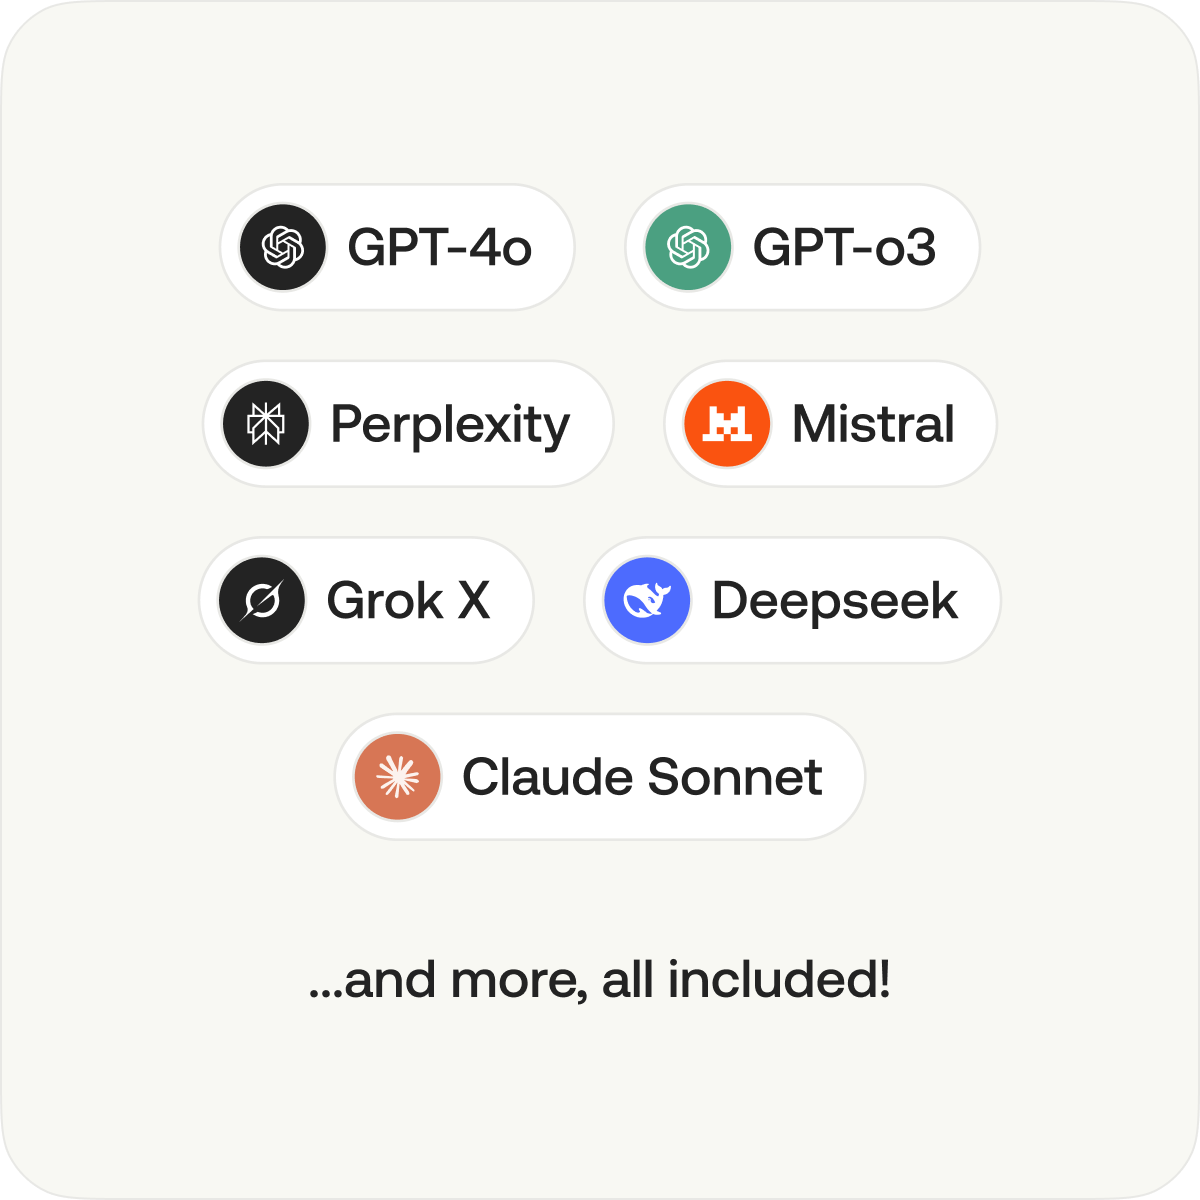 GPT-4o
GPT-o3
Perplexity
Mistral
Grok X
Deepseek
Claude Sonnet
...and more, all included!